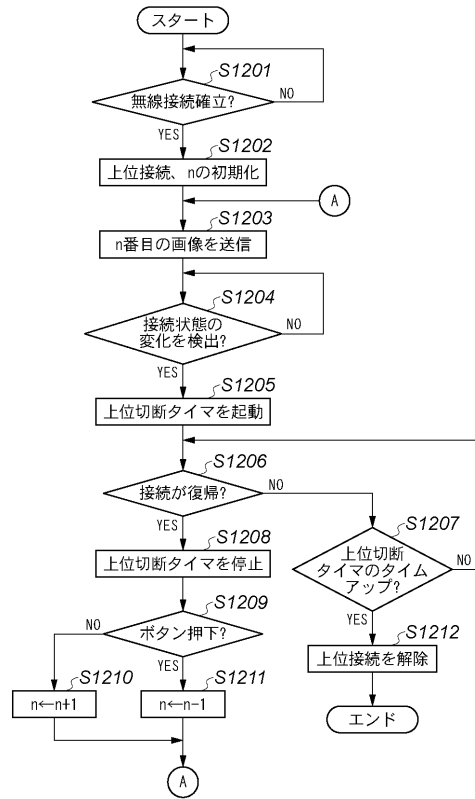 スタート
S1201
無線接続確立?
NO
YES
S1202
上位接続、nの初期化
A
S1203
n番目の画像を送信
S1204
接続状態の
変化を検出?
NO
YES
S1205
上位切断タイマを起動
S1206
接続が復帰?
NO
YES
S1207
上位切断
タイマのタイム
アップ?
NO
YES
S1208
上位切断タイマを停止
S1209
ボタン押下?
NO
YES
S1212
上位接続を解除
S1210
n←n+1
S1211
n←n-1
エンド
A